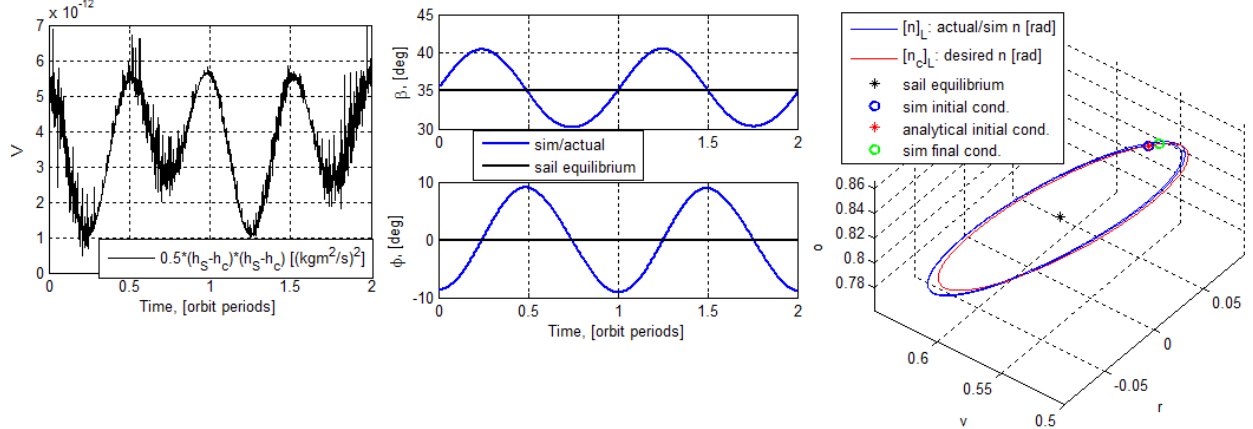 x 10⁻¹²
7
6
5
4
3
2
1
0
V
0.5*(h_S-h_c)*(h_S-h_c) [(kgm²/s)²]
0 0.5 1 1.5 2
Time, [orbit periods]
45
40
35
30
β, [deg]
0 0.5 1 1.5 2
sim/actual
sail equilibrium
10
0
-10
ϕ, [deg]
0 0.5 1 1.5 2
Time, [orbit periods]
[n]_L: actual/sim n [rad]
[n_c]_L: desired n [rad]
sail equilibrium
sim initial cond.
analytical initial cond.
sim final cond.
0.86
0.84
0.82
0.8
0.78
o
0.6
0.55
0.5
v
0.05
0
-0.05
r